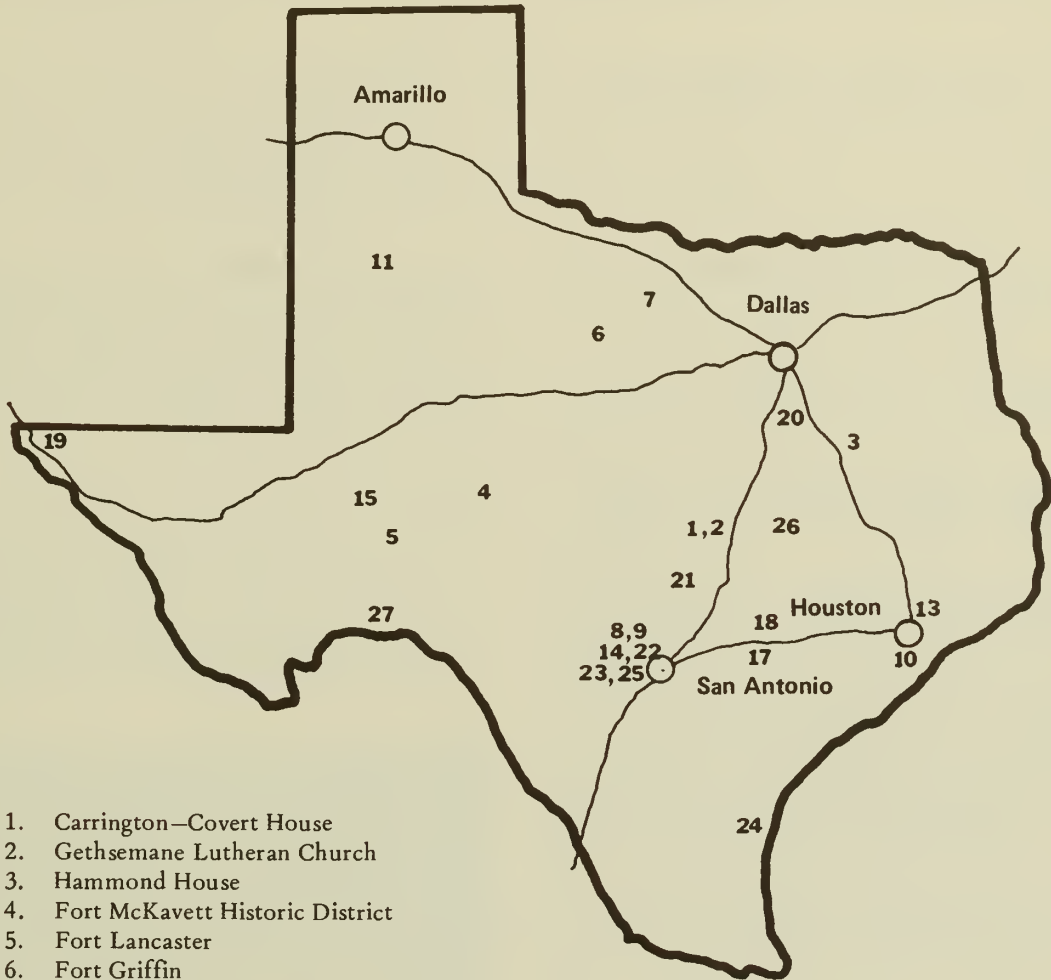 Amarillo
11
7
Dallas
6
20
3
19
15
4
5
1,2
26
21
27
8,9
14,22
23,25
18
Houston
13
17
10
San Antonio
24
1. Carrington—Covert House
2. Gethsemane Lutheran Church
3. Hammond House
4. Fort McKavett Historic District
5. Fort Lancaster
6. Fort Griffin